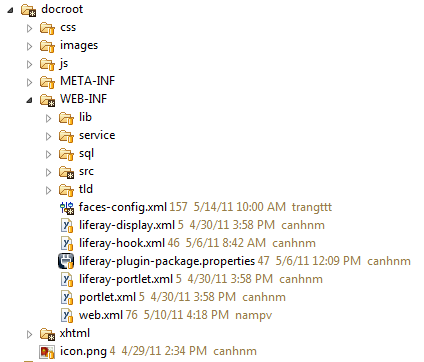 docroot
css
images
js
META-INF
WEB-INF
lib
service
sql
src
tld
faces-config.xml 157 5/14/11 10:00 AM trangttt
liferay-display.xml 5 4/30/11 3:58 PM canhnm
liferay-hook.xml 46 5/6/11 8:42 AM canhnm
liferay-plugin-package.properties 47 5/6/11 12:09 PM canhnm
liferay-portlet.xml 5 4/30/11 3:58 PM canhnm
portlet.xml 5 4/30/11 3:58 PM canhnm
web.xml 76 5/10/11 4:18 PM nampv
xhtml
icon.png 4 4/29/11 2:34 PM canhnm